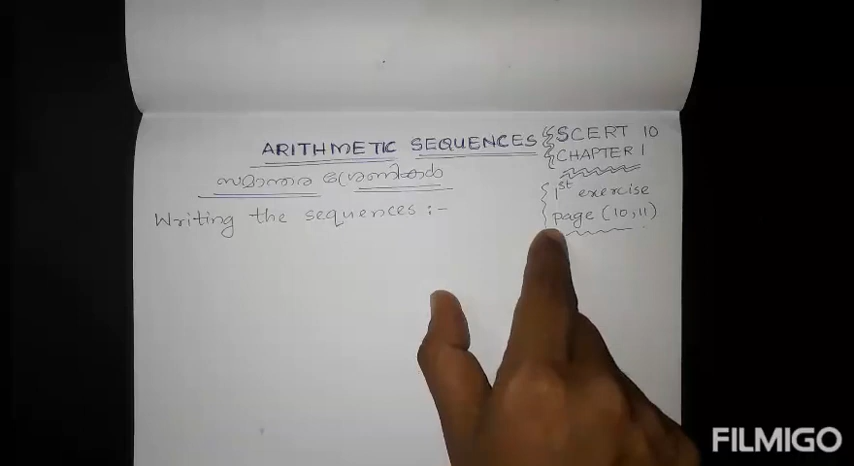 ARITHMETIC SEQUENCES
SCERT 10
CHAPTER 1
സമാന്തര ശ്രേണികൾ
1st exercise
page (10,11)
Writing the sequences :-
FILMIGO